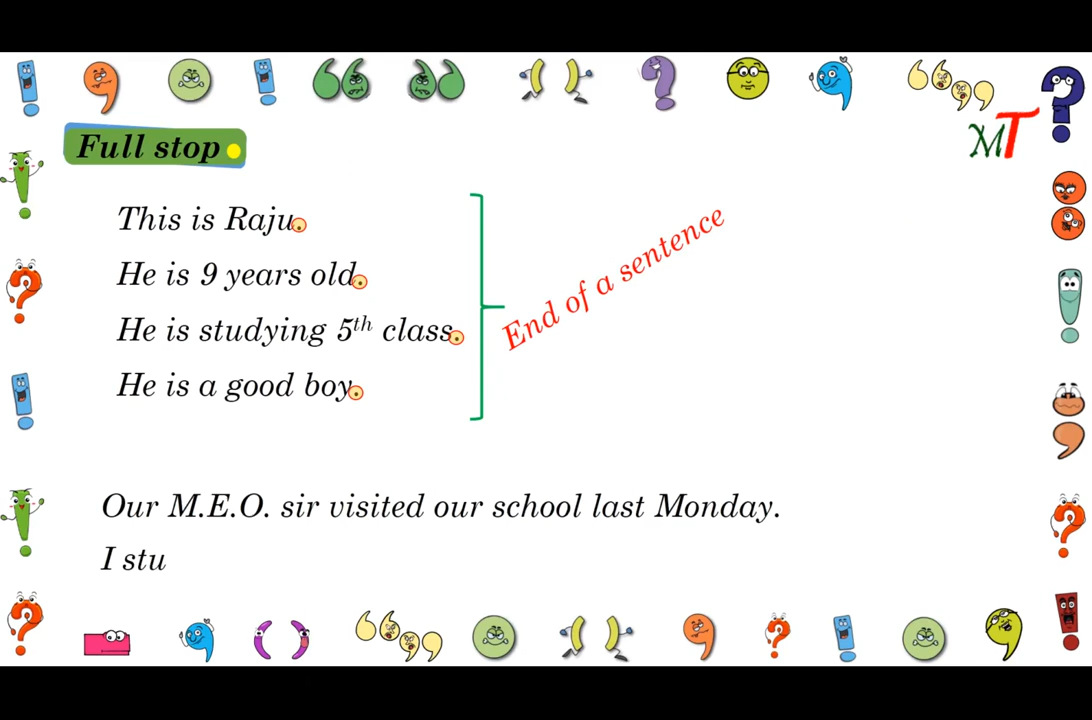 MT
Full stop.
This is Raju.
He is 9 years old.
He is studying 5th class.
He is a good boy.
End of a sentence
Our M.E.O. sir visited our school last Monday.
I stu